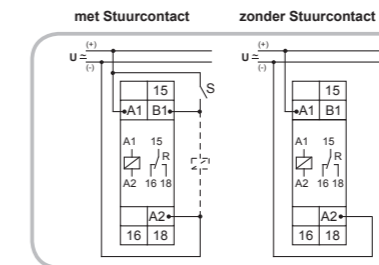 met Stuurcontact
zonder Stuurcontact
(+)
U ≂
(-)
S
15
A1 B1
A1 15
R
A2 16 18
A2
16 18
(+)
U ≂
(-)
15
A1 B1
A1 15
R
A2 16 18
A2
16 18